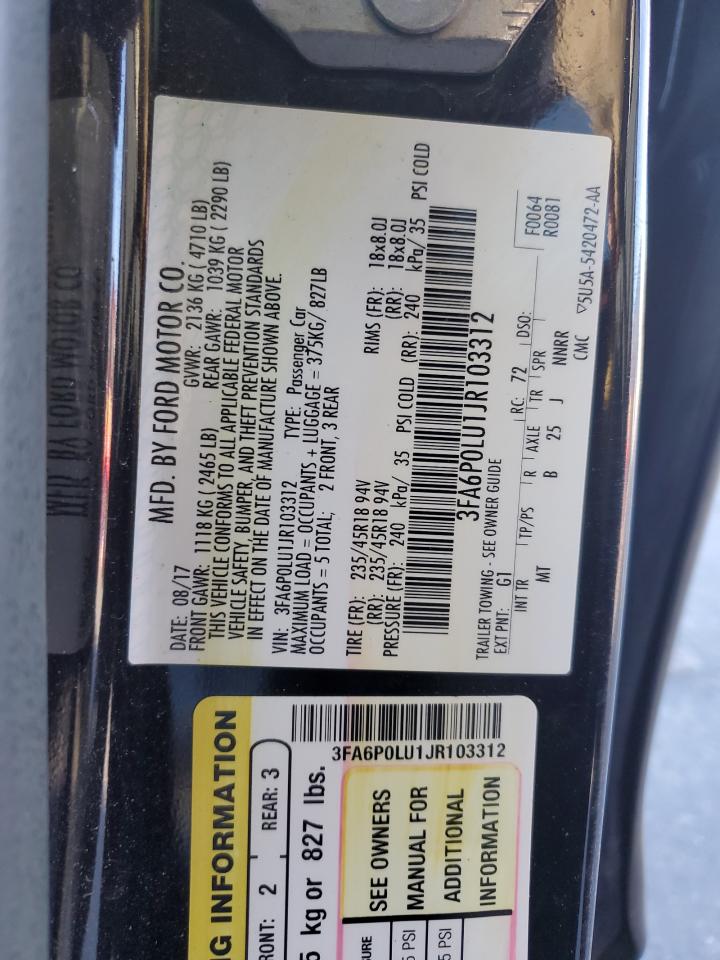 MFD. BY FORD MOTOR CO.
DATE: 08/17 GVWR: 2136 KG ( 4710 LB)
FRONT GAWR: 1118 KG ( 2465 LB) REAR GAWR: 1039 KG ( 2290 LB)
THIS VEHICLE CONFORMS TO ALL APPLICABLE FEDERAL MOTOR
VEHICLE SAFETY, BUMPER, AND THEFT PREVENTION STANDARDS
IN EFFECT ON THE DATE OF MANUFACTURE SHOWN ABOVE.
VIN: 3FA6P0LU1JR103312 TYPE: Passenger Car
MAXIMUM LOAD = OCCUPANTS + LUGGAGE = 375KG/ 827LB
OCCUPANTS = 5 TOTAL; 2 FRONT, 3 REAR
TIRE (FR): 235/45R18 94V RIMS (FR): 18x8.0J
(RR): 235/45R18 94V (RR): 18x8.0J
PRESSURE (FR): 240 kPa/ 35 PSI COLD (RR): 240 kPa/ 35 PSI COLD
3FA6P0LU1JR103312
TRAILER TOWING - SEE OWNER GUIDE F0064
EXT PNT: G1 RC: 72 DSO: R0081
INT TR TP/PS R AXLE TR SPR
MT B 25 J NNRR
CMC ▽5U5A-5420472-AA
G INFORMATION
RONT: 2 REAR: 3
5 kg or 827 lbs.
3FA6P0LU1JR103312
SURE SEE OWNERS
5 PSI MANUAL FOR
5 PSI ADDITIONAL
INFORMATION